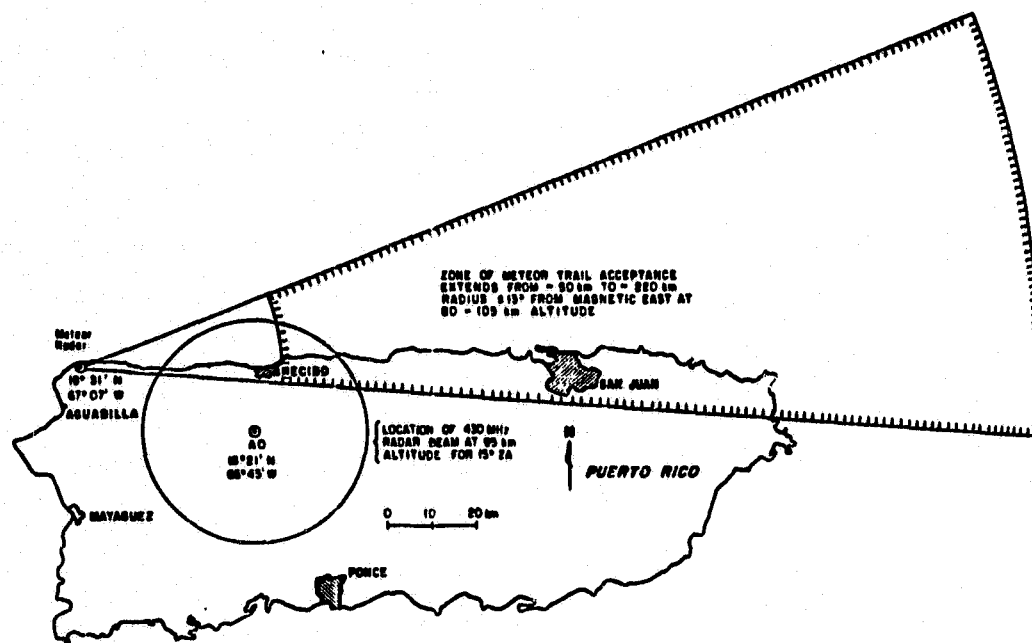 ZONE OF METEOR TRAIL ACCEPTANCE
EXTENDS FROM ≈ 50 km TO ≈ 220 km
RADIUS ±15° FROM MAGNETIC EAST AT
80 - 105 km ALTITUDE
Meteor
Radar
18° 31' N
67° 07' W
AGUADILLA
ARECIBO
SAN JUAN
AO
18° 21' N
66° 45' W
LOCATION OF 430 MHz
RADAR BEAM AT 95 km
ALTITUDE FOR 15° ZA
N
PUERTO RICO
MAYAGUEZ
0 10 20 km
PONCE